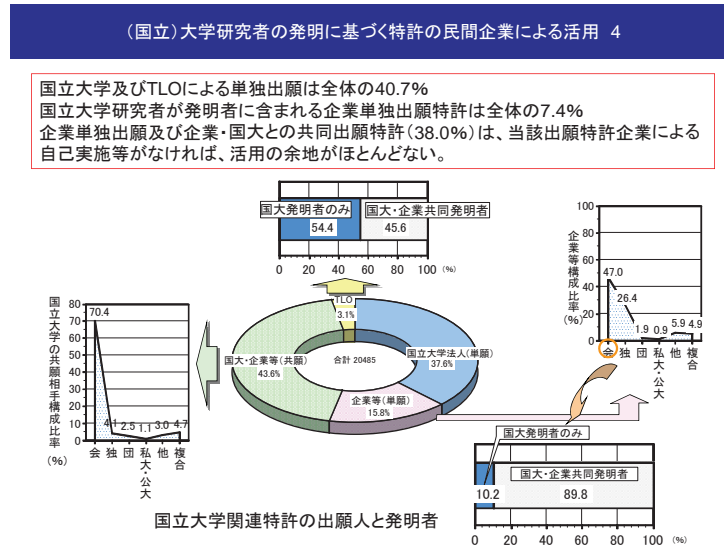 （国立）大学研究者の発明に基づく特許の民間企業による活用 4
国立大学及びTLOによる単独出願は全体の40.7%
国立大学研究者が発明者に含まれる企業単独出願特許は全体の7.4%
企業単独出願及び企業・国大との共同出願特許（38.0%）は、当該出願特許企業による
自己実施等がなければ、活用の余地がほとんどない。
国大発明者のみ
国大・企業共同発明者
54.4
45.6
0 20 40 60 80 100 (%)
国立大学の共願相手構成比率
(%)
80
70
60
50
40
30
20
10
0
70.4
4.1 2.5 1.1 3.0 4.7
会 独 団 私大・公大 他 複合
TLO
3.1%
国大・企業等（共願）
43.6%
合計 20485
国立大学法人（単願）
37.6%
企業等（単願）
15.8%
企業等構成比率
(%)
100
80
60
40
20
0
47.0
26.4
1.9 0.9 5.9 4.9
会 独 団 私大・公大 他 複合
国大発明者のみ
国大・企業共同発明者
10.2
89.8
0 20 40 60 80 100 (%)
国立大学関連特許の出願人と発明者